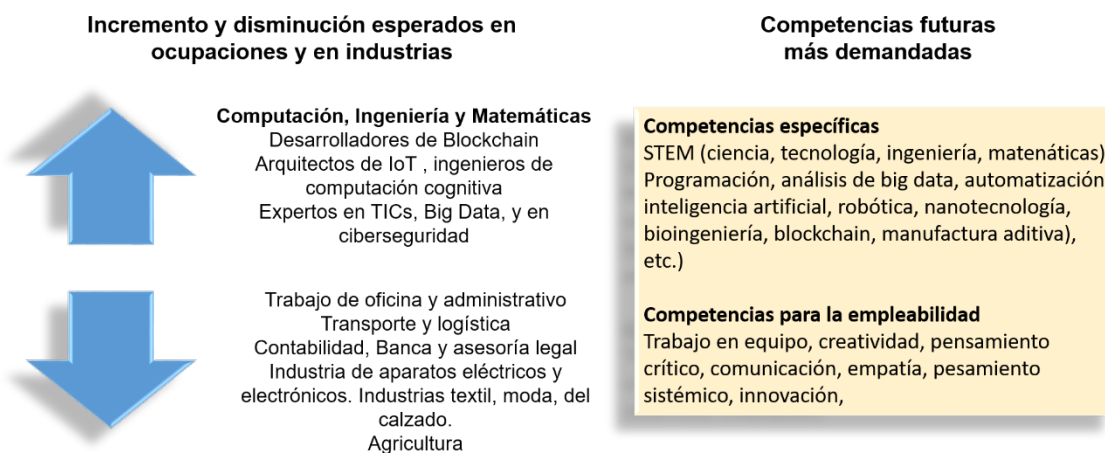 Incremento y disminución esperados en
ocupaciones y en industrias
Computación, Ingeniería y Matemáticas
Desarrolladores de Blockchain
Arquitectos de IoT , ingenieros de
computación cognitiva
Expertos en TICs, Big Data, y en
ciberseguridad
Trabajo de oficina y administrativo
Transporte y logística
Contabilidad, Banca y asesoría legal
Industria de aparatos eléctricos y
electrónicos. Industrias textil, moda, del
calzado.
Agricultura
Competencias futuras
más demandadas
Competencias específicas
STEM (ciencia, tecnología, ingeniería, matenáticas)
Programación, análisis de big data, automatización
inteligencia artificial, robótica, nanotecnología,
bioingeniería, blockchain, manufactura aditiva),
etc.)
Competencias para la empleabilidad
Trabajo en equipo, creatividad, pensamiento
crítico, comunicación, empatía, pesamiento
sistémico, innovación,